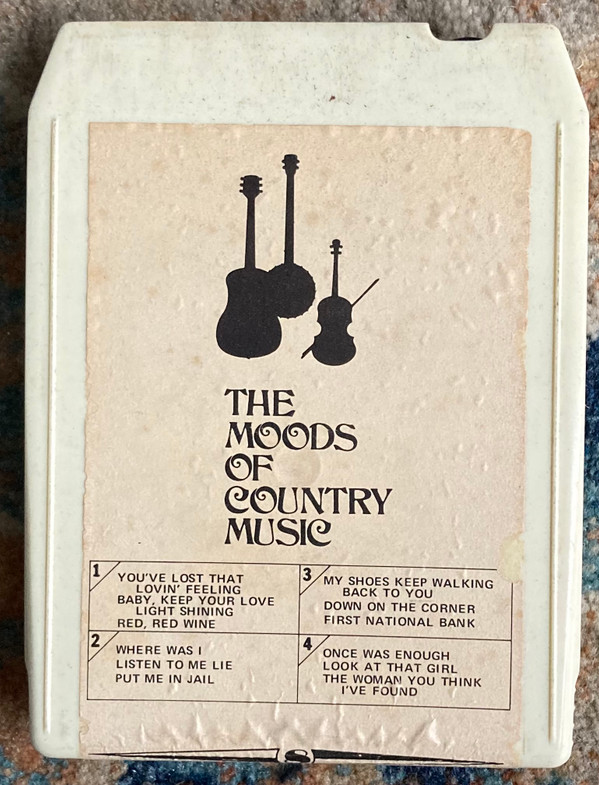 THE
MOODS
OF
COUNTRY
MUSIC
1
YOU'VE LOST THAT
LOVIN' FEELING
BABY, KEEP YOUR LOVE
LIGHT SHINING
RED, RED WINE
2
WHERE WAS I
LISTEN TO ME LIE
PUT ME IN JAIL
3
MY SHOES KEEP WALKING
BACK TO YOU
DOWN ON THE CORNER
FIRST NATIONAL BANK
4
ONCE WAS ENOUGH
LOOK AT THAT GIRL
THE WOMAN YOU THINK
I'VE FOUND